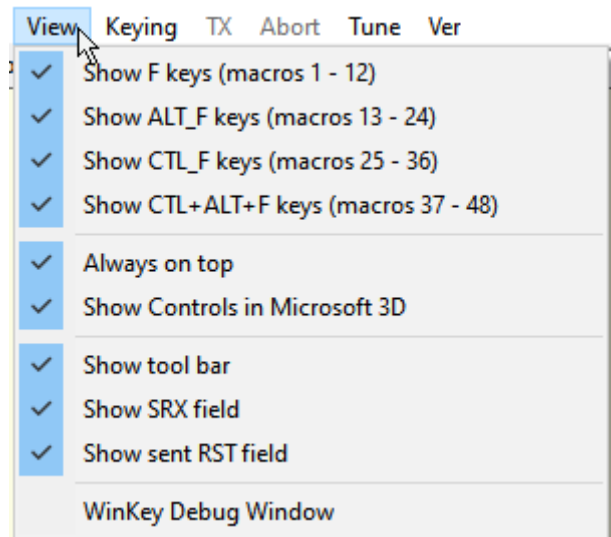 View Keying TX Abort Tune Ver
Show F keys (macros 1 - 12)
Show ALT_F keys (macros 13 - 24)
Show CTL_F keys (macros 25 - 36)
Show CTL+ALT+F keys (macros 37 - 48)
Always on top
Show Controls in Microsoft 3D
Show tool bar
Show SRX field
Show sent RST field
WinKey Debug Window